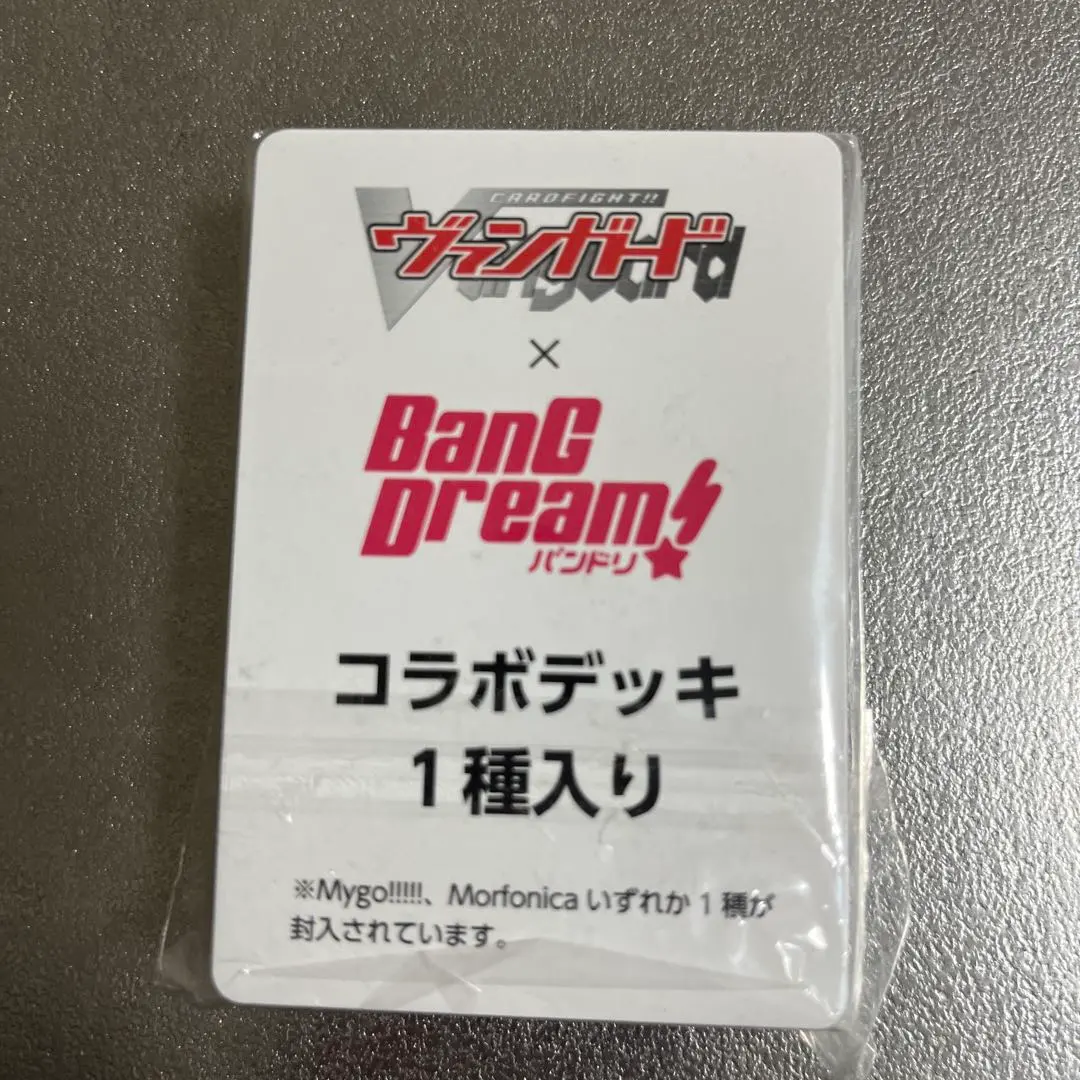 CARDFIGHT!!
ヴァンガード
Vanguard
×
BanG
Dream!
バンドリ
コラボデッキ
1種入り
※Mygo!!!!!、Morfonica いずれか 1 種が
封入されています。